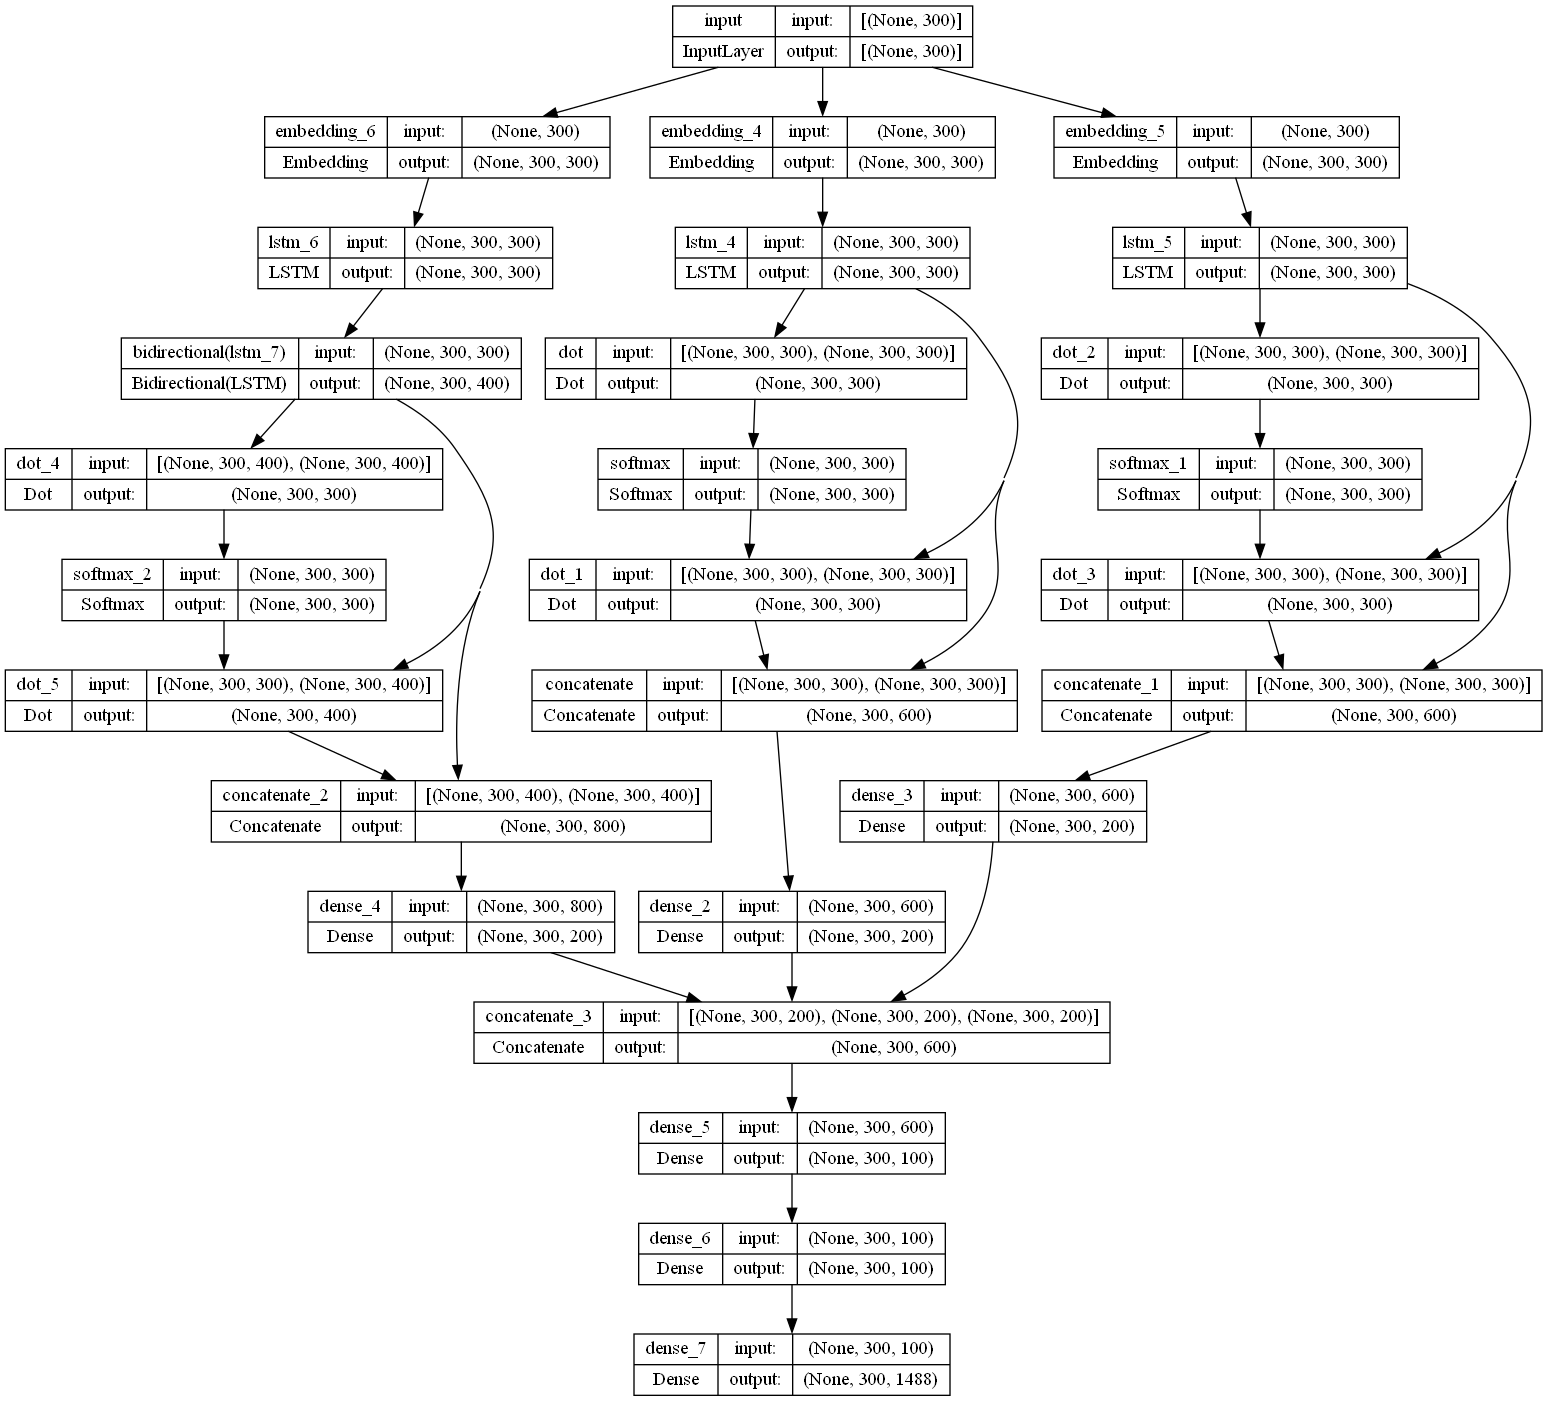 input input: [(None, 300)]
InputLayer output: [(None, 300)]
embedding_6 input: (None, 300)
Embedding output: (None, 300, 300)
embedding_4 input: (None, 300)
Embedding output: (None, 300, 300)
embedding_5 input: (None, 300)
Embedding output: (None, 300, 300)
lstm_6 input: (None, 300, 300)
LSTM output: (None, 300, 300)
lstm_4 input: (None, 300, 300)
LSTM output: (None, 300, 300)
lstm_5 input: (None, 300, 300)
LSTM output: (None, 300, 300)
bidirectional(lstm_7) input: (None, 300, 300)
Bidirectional(LSTM) output: (None, 300, 400)
dot input: [(None, 300, 300), (None, 300, 300)]
Dot output: (None, 300, 300)
dot_2 input: [(None, 300, 300), (None, 300, 300)]
Dot output: (None, 300, 300)
dot_4 input: [(None, 300, 400), (None, 300, 400)]
Dot output: (None, 300, 300)
softmax input: (None, 300, 300)
Softmax output: (None, 300, 300)
softmax_1 input: (None, 300, 300)
Softmax output: (None, 300, 300)
softmax_2 input: (None, 300, 300)
Softmax output: (None, 300, 300)
dot_1 input: [(None, 300, 300), (None, 300, 300)]
Dot output: (None, 300, 300)
dot_3 input: [(None, 300, 300), (None, 300, 300)]
Dot output: (None, 300, 300)
dot_5 input: [(None, 300, 300), (None, 300, 400)]
Dot output: (None, 300, 400)
concatenate input: [(None, 300, 300), (None, 300, 300)]
Concatenate output: (None, 300, 600)
concatenate_1 input: [(None, 300, 300), (None, 300, 300)]
Concatenate output: (None, 300, 600)
concatenate_2 input: [(None, 300, 400), (None, 300, 400)]
Concatenate output: (None, 300, 800)
dense_3 input: (None, 300, 600)
Dense output: (None, 300, 200)
dense_4 input: (None, 300, 800)
Dense output: (None, 300, 200)
dense_2 input: (None, 300, 600)
Dense output: (None, 300, 200)
concatenate_3 input: [(None, 300, 200), (None, 300, 200), (None, 300, 200)]
Concatenate output: (None, 300, 600)
dense_5 input: (None, 300, 600)
Dense output: (None, 300, 100)
dense_6 input: (None, 300, 100)
Dense output: (None, 300, 100)
dense_7 input: (None, 300, 100)
Dense output: (None, 300, 1488)